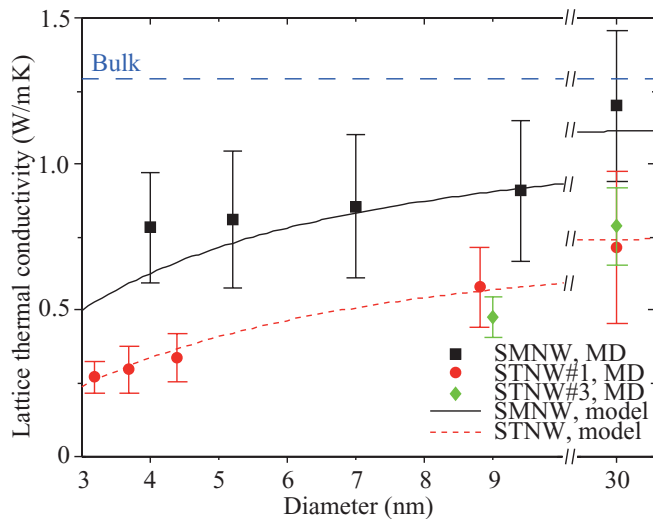 1.5
Bulk
1.0
0.5
0
Lattice thermal conductivity (W/mK)
SMNW, MD
STNW#1, MD
STNW#3, MD
SMNW, model
STNW, model
3 4 5 6 7 8 9 30
Diameter (nm)